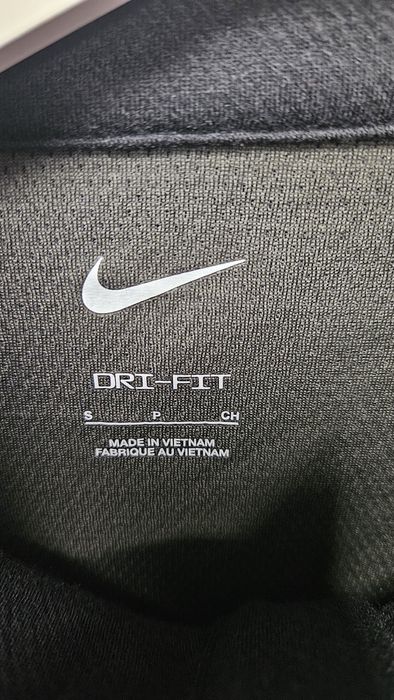 DRI-FIT
S P CH
MADE IN VIETNAM
FABRIQUE AU VIETNAM